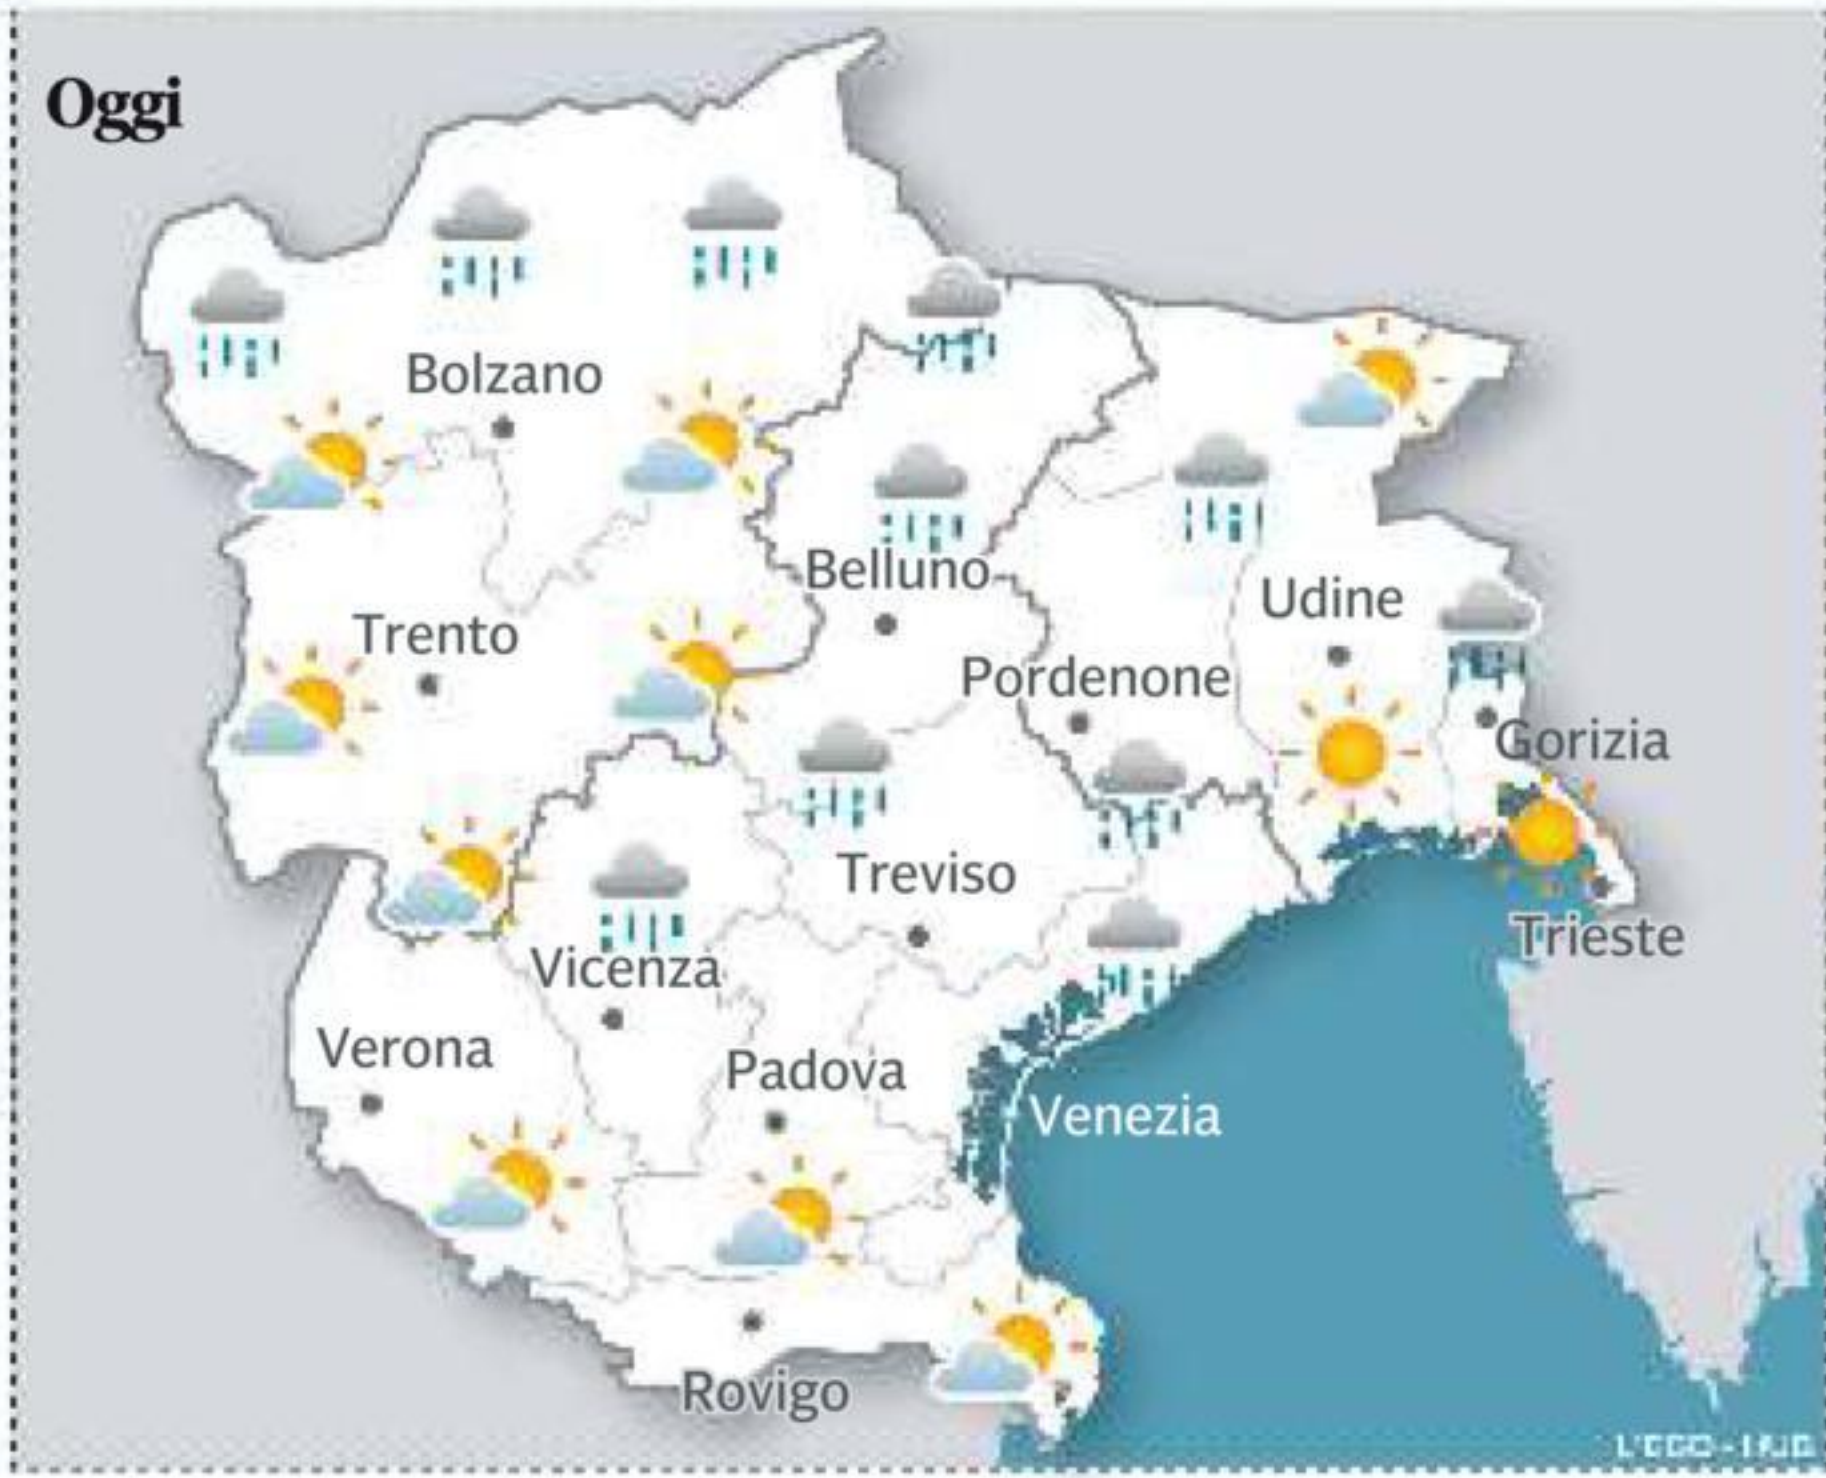 Oggi
Bolzano
Belluno
Trento
Udine
Pordenone
Gorizia
Treviso
Trieste
Vicenza
Verona
Padova
Venezia
Rovigo